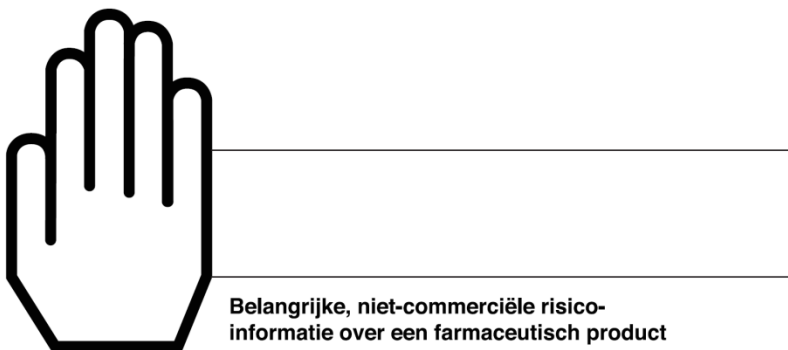 Belangrijke, niet-commerciële risico-
informatie over een farmaceutisch product